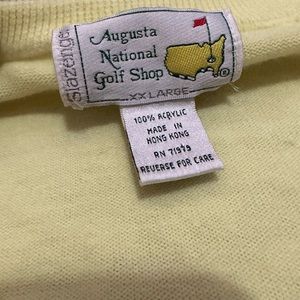 Slazenger
Augusta
National
Golf Shop
XX LARGE
100% ACRYLIC
MADE IN
HONG KONG
RN 71979
REVERSE FOR CARE